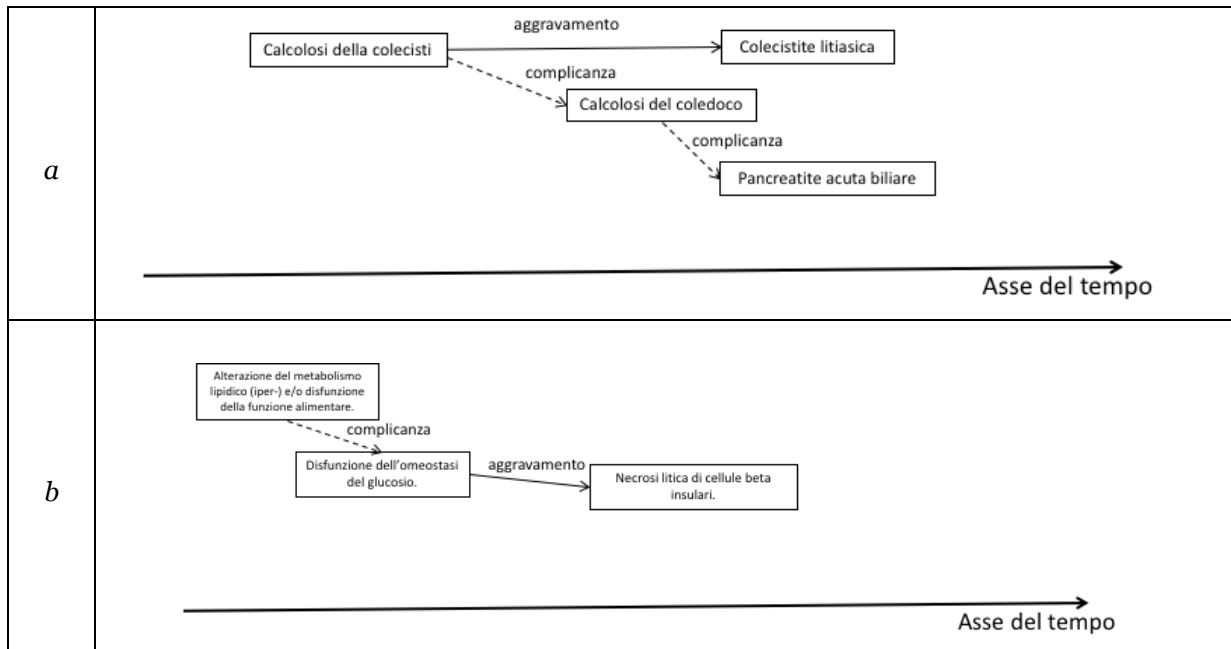 a
aggravamento
Calcolosi della colecisti
Colecistite litiasica
complicanza
Calcolosi del coledoco
complicanza
Pancreatite acuta biliare
Asse del tempo
b
Alterazione del metabolismo
lipidico (iper-) e/o disfunzione
della funzione alimentare.
complicanza
Disfunzione dell'omeostasi
del glucosio.
aggravamento
Necrosi litica di cellule beta
insulari.
Asse del tempo